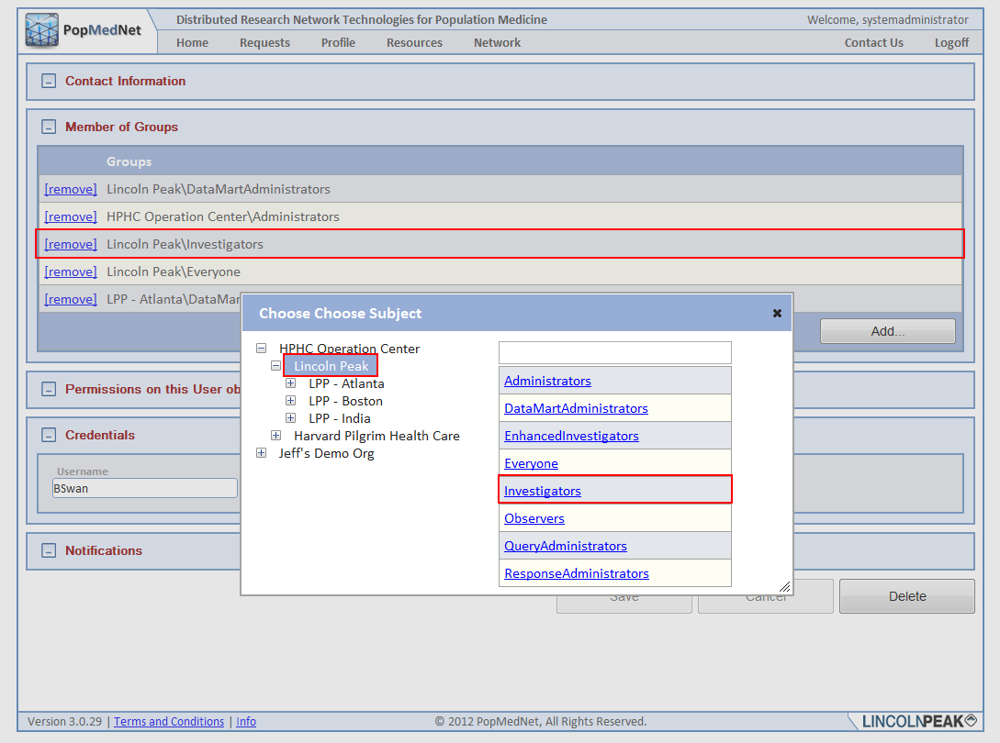 PopMedNet
Distributed Research Network Technologies for Population Medicine
Welcome, systemadministrator
Home Requests Profile Resources Network Contact Us Logoff
Contact Information
Member of Groups
Groups
[remove] Lincoln Peak\DataMartAdministrators
[remove] HPHC Operation Center\Administrators
[remove] Lincoln Peak\Investigators
[remove] Lincoln Peak\Everyone
[remove] LPP - Atlanta\DataMar
Add...
Choose Choose Subject
HPHC Operation Center
Lincoln Peak
LPP - Atlanta
LPP - Boston
LPP - India
Harvard Pilgrim Health Care
Jeff's Demo Org
Administrators
DataMartAdministrators
EnhancedInvestigators
Everyone
Investigators
Observers
QueryAdministrators
ResponseAdministrators
Permissions on this User ob
Credentials
Username
BSwan
Notifications
Save Cancel Delete
Version 3.0.29 | Terms and Conditions | Info
© 2012 PopMedNet, All Rights Reserved.
LINCOLNPEAK